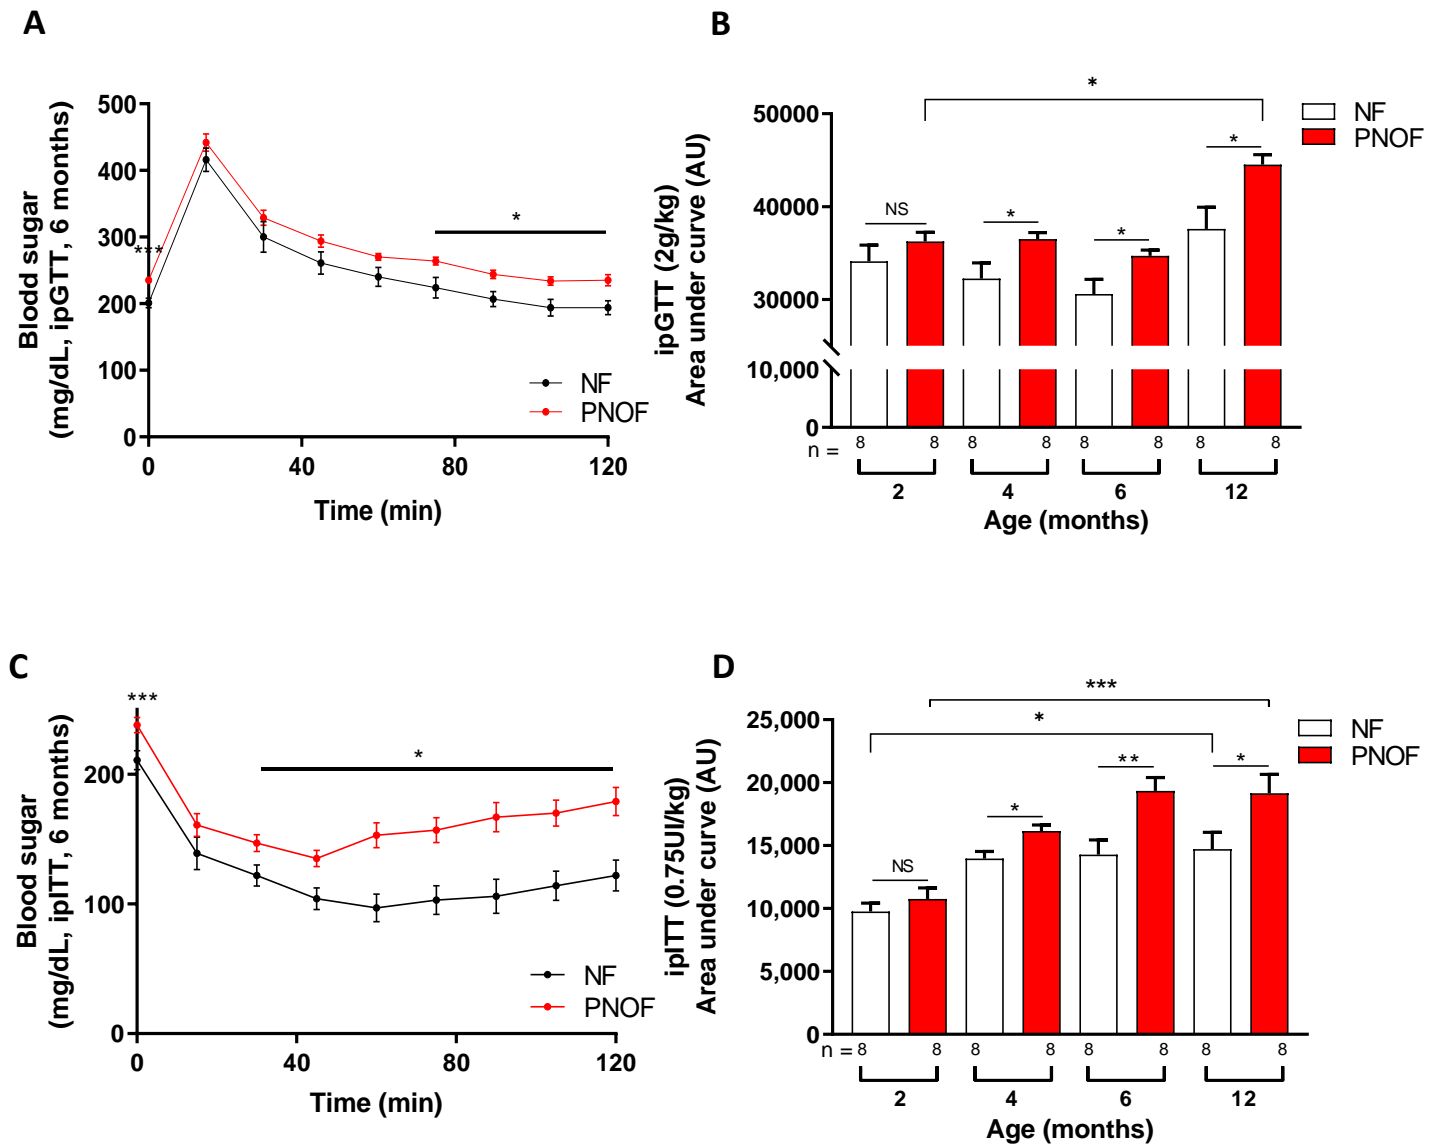 A
Blodd sugar
(mg/dL, ipGTT, 6 months)
500
400
300
200
100
0
***
*
NF
PNOF
0 40 80 120
Time (min)
B
ipGTT (2g/kg)
Area under curve (AU)
50000
40000
30000
10,000
0
*
NS
*
*
*
NF
PNOF
n = 8 8 8 8 8 8 8 8
2 4 6 12
Age (months)
C
Blood sugar
(mg/dL, ipITT, 6 months)
200
100
0
***
*
NF
PNOF
0 40 80 120
Time (min)
D
ipITT (0.75UI/kg)
Area under curve (AU)
25,000
20,000
15,000
10,000
5,000
0
***
*
NS
*
**
*
NF
PNOF
n = 8 8 8 8 8 8 8 8
2 4 6 12
Age (months)